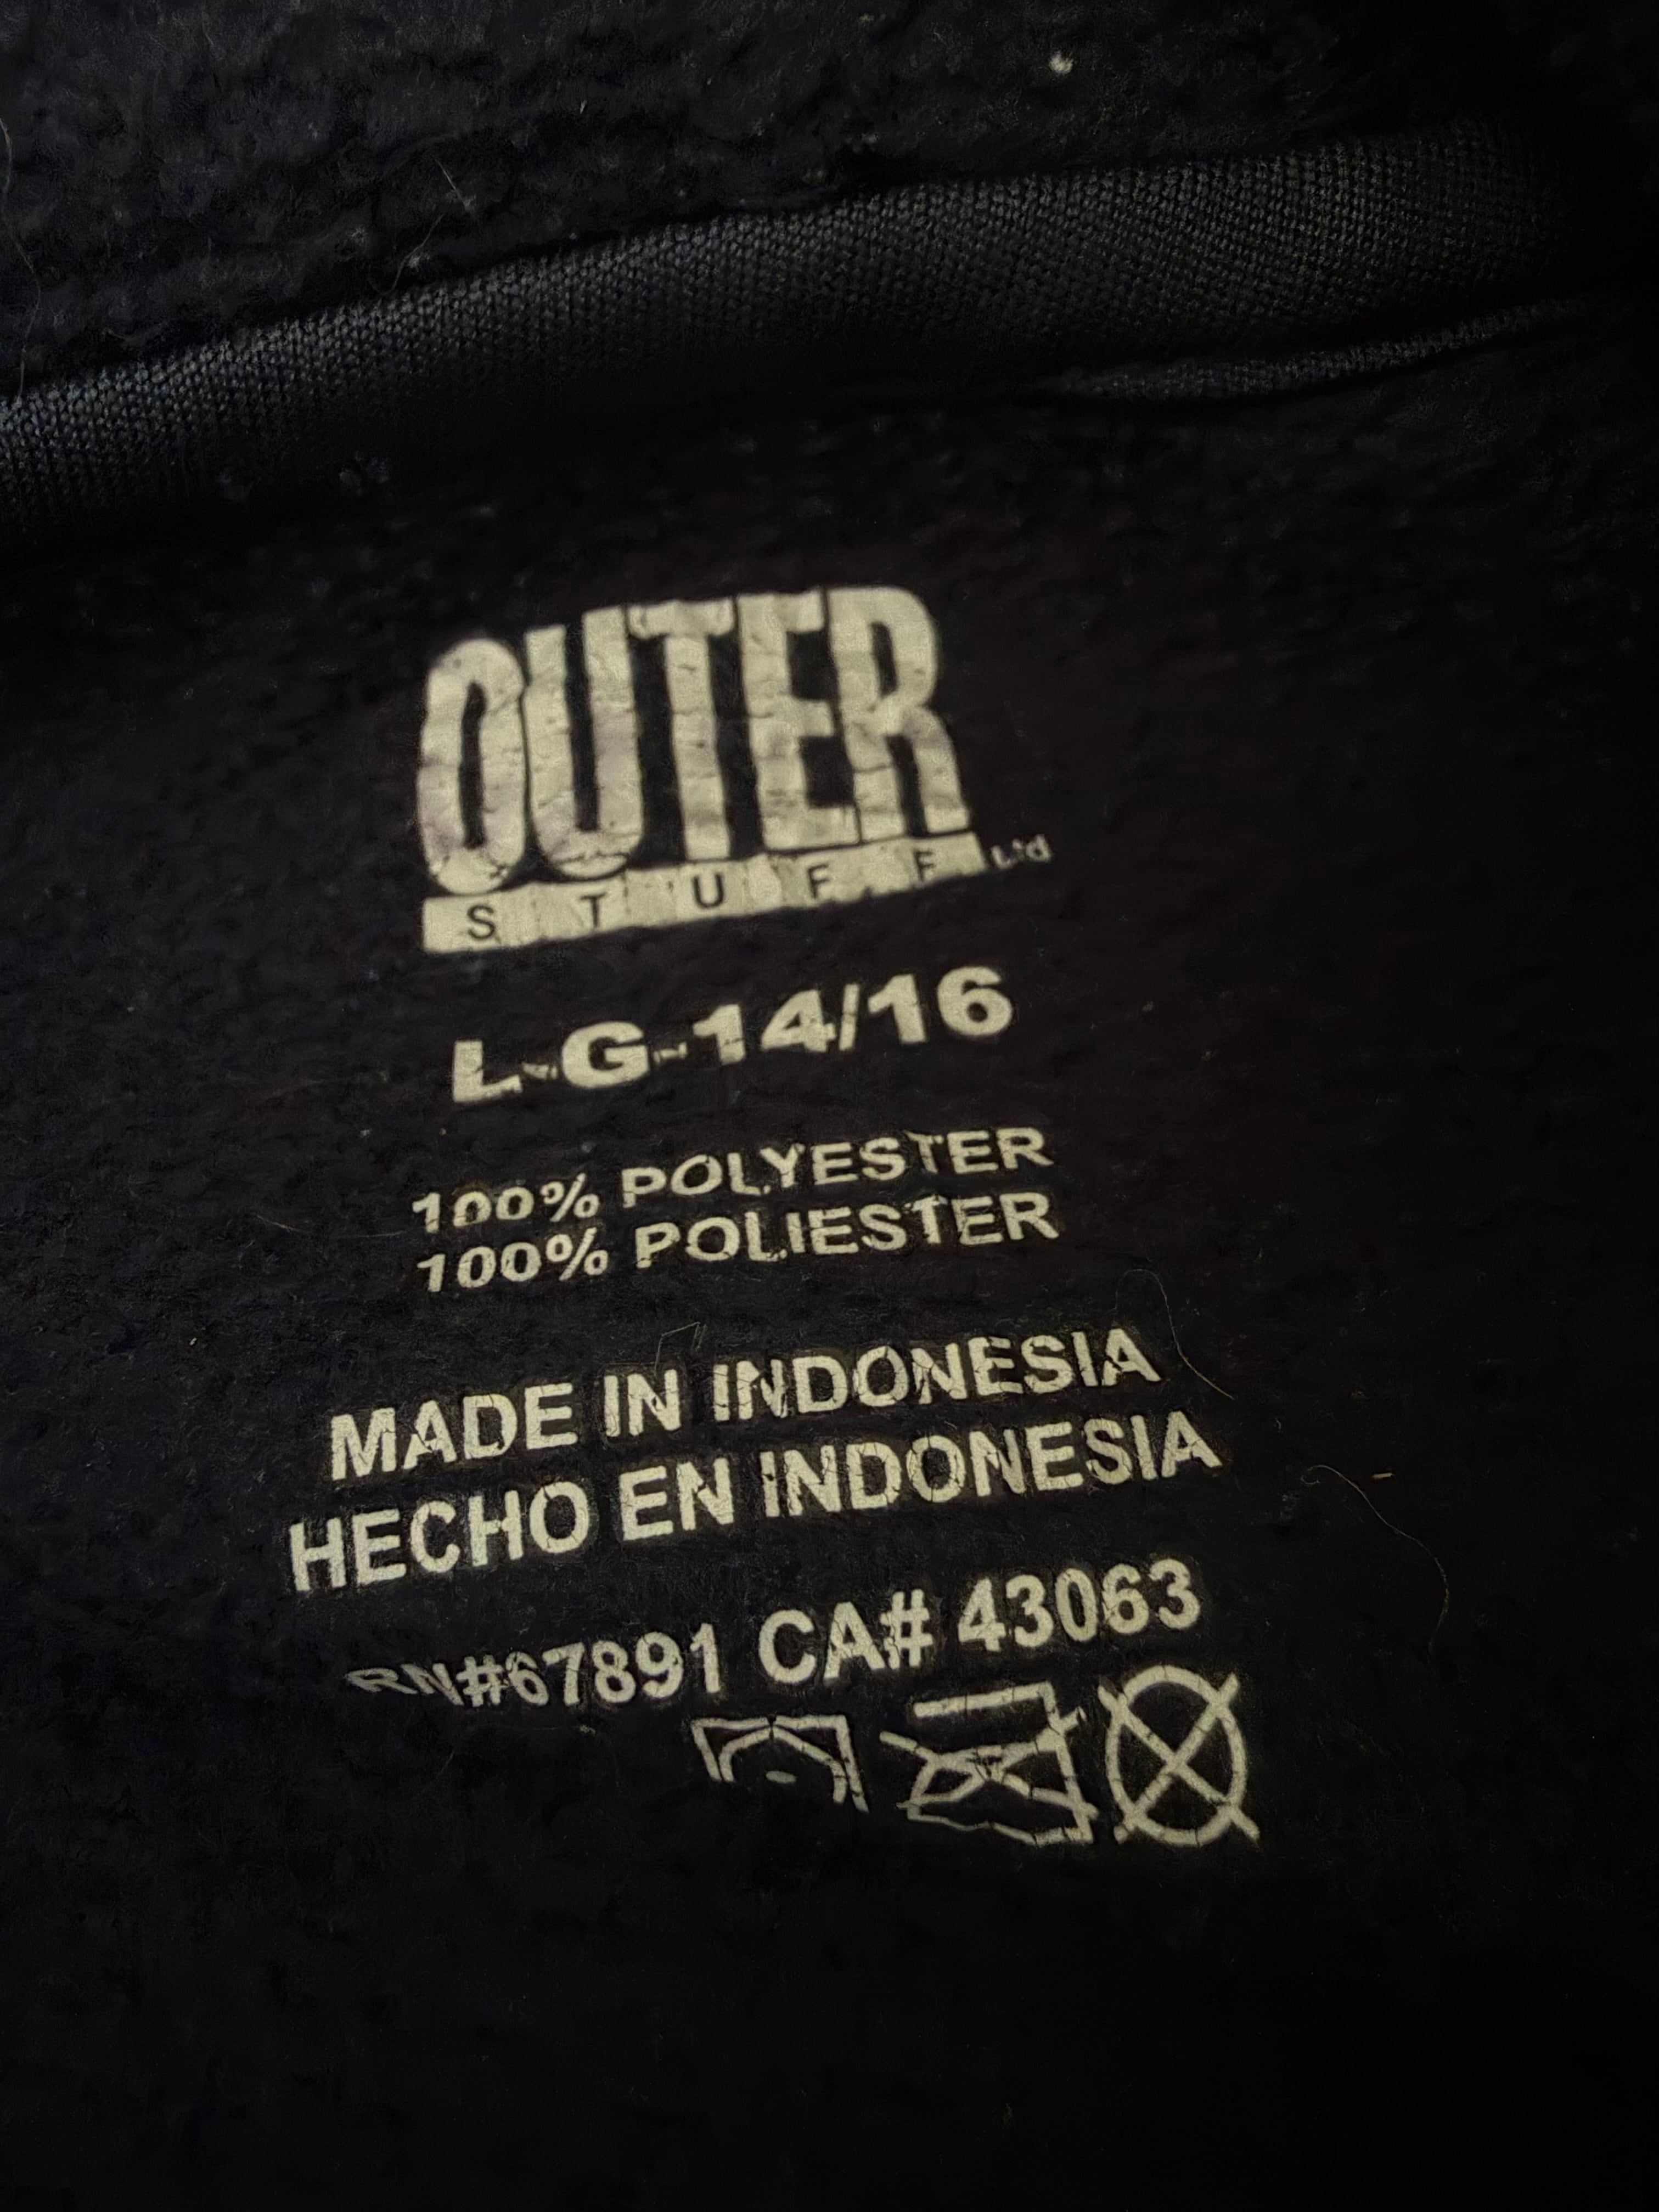 OUTER
STUFF Ltd
L-G-14/16
100% POLYESTER
100% POLIESTER
MADE IN INDONESIA
HECHO EN INDONESIA
RN#67891 CA# 43063